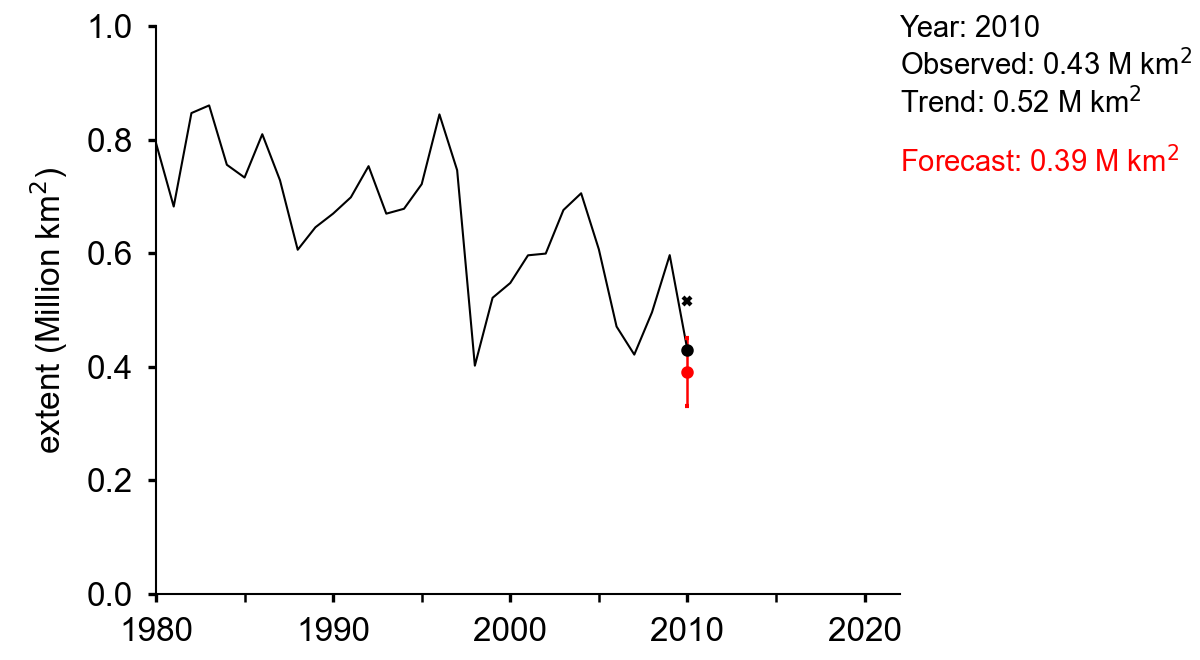 Year: 2010
Observed: 0.43 M km²
Trend: 0.52 M km²
Forecast: 0.39 M km²
extent (Million km²)
1.0
0.8
0.6
0.4
0.2
0.0
1980 1990 2000 2010 2020